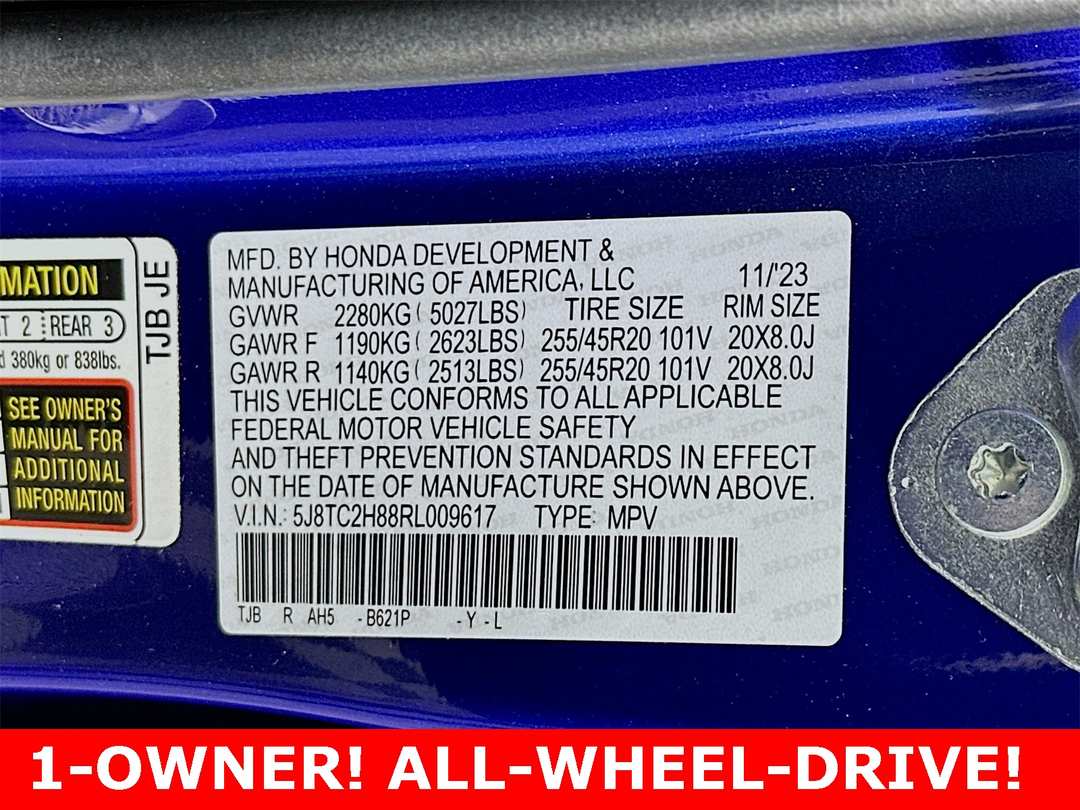 MATION
T 2 REAR 3
380kg or 838lbs.
SEE OWNER'S
MANUAL FOR
ADDITIONAL
INFORMATION
TJB JE
MFD. BY HONDA DEVELOPMENT &
MANUFACTURING OF AMERICA, LLC 11/'23
GVWR 2280KG ( 5027LBS) TIRE SIZE RIM SIZE
GAWR F 1190KG ( 2623LBS) 255/45R20 101V 20X8.0J
GAWR R 1140KG ( 2513LBS) 255/45R20 101V 20X8.0J
THIS VEHICLE CONFORMS TO ALL APPLICABLE
FEDERAL MOTOR VEHICLE SAFETY
AND THEFT PREVENTION STANDARDS IN EFFECT
ON THE DATE OF MANUFACTURE SHOWN ABOVE.
V.I.N.: 5J8TC2H88RL009617 TYPE: MPV
TJB R AH5 -B621P -Y-L
1-OWNER! ALL-WHEEL-DRIVE!